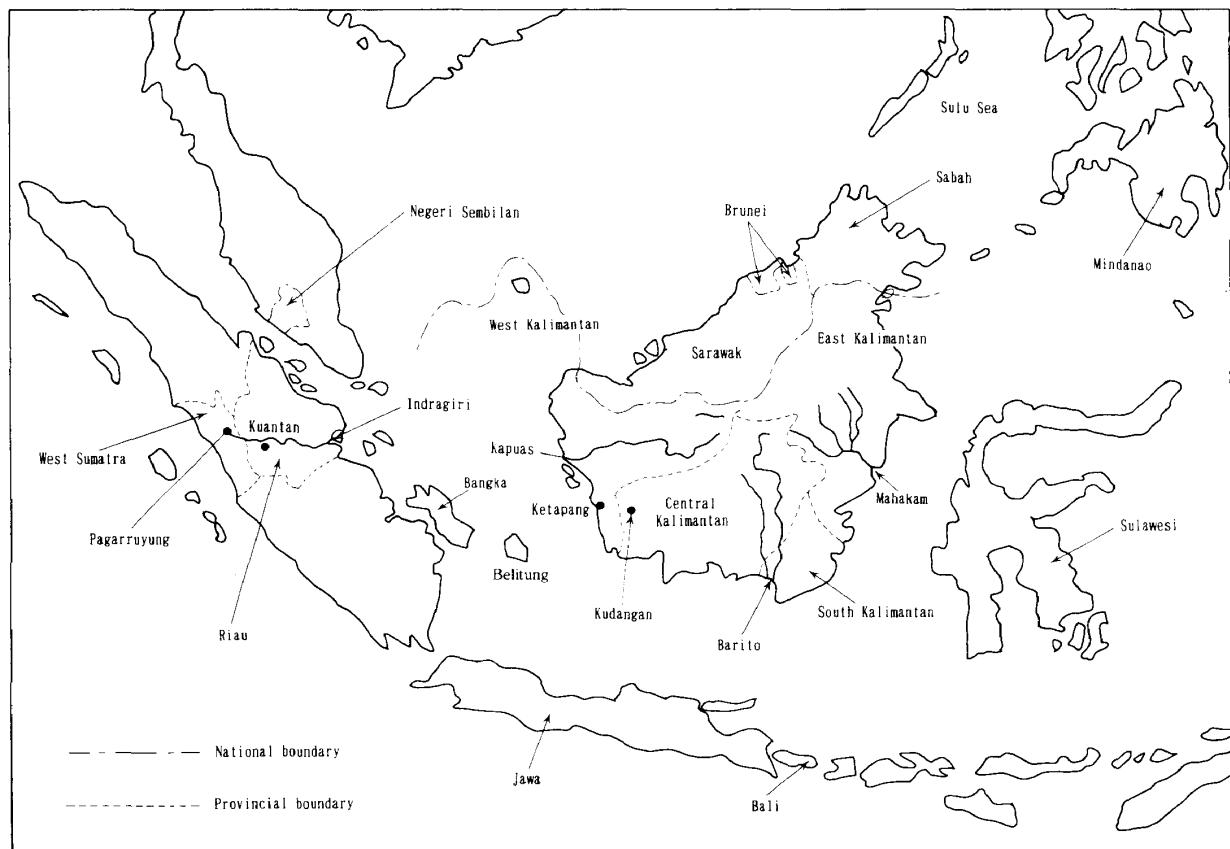 Sulu Sea
Sabah
Negeri Sembilan
Brunei
Mindanao
West Kalimantan
East Kalimantan
Sarawak
Indragiri
Kuantan
West Sumatra
Kapuas
Bangka
Mahakam
Ketapang
Central
Kalimantan
Sulawesi
Pagarruyung
Belitung
Kudangan
South Kalimantan
Riau
Barito
National boundary
Jawa
Provincial boundary
Bali